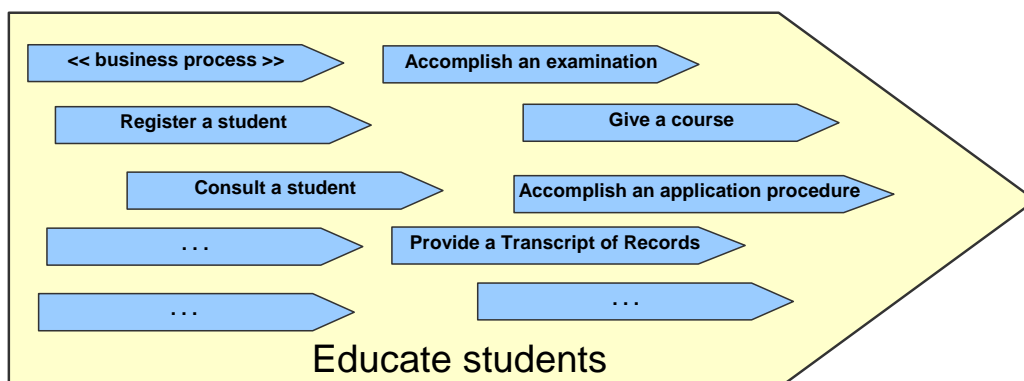 << business process >>
Accomplish an examination
Register a student
Give a course
Consult a student
Accomplish an application procedure
. . .
Provide a Transcript of Records
. . .
. . .
Educate students